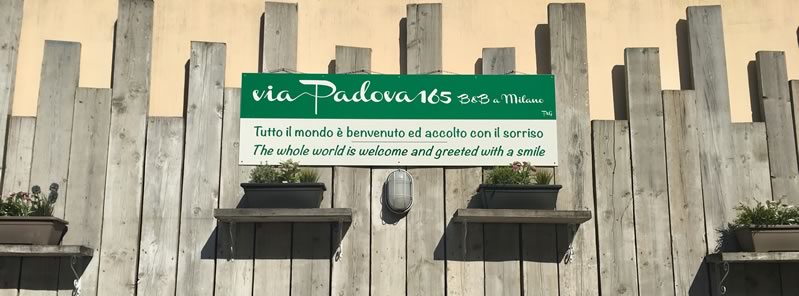 via Padova 165 B&B a Milano
Tutto il mondo è benvenuto ed accolto con il sorriso
The whole world is welcome and greeted with a smile